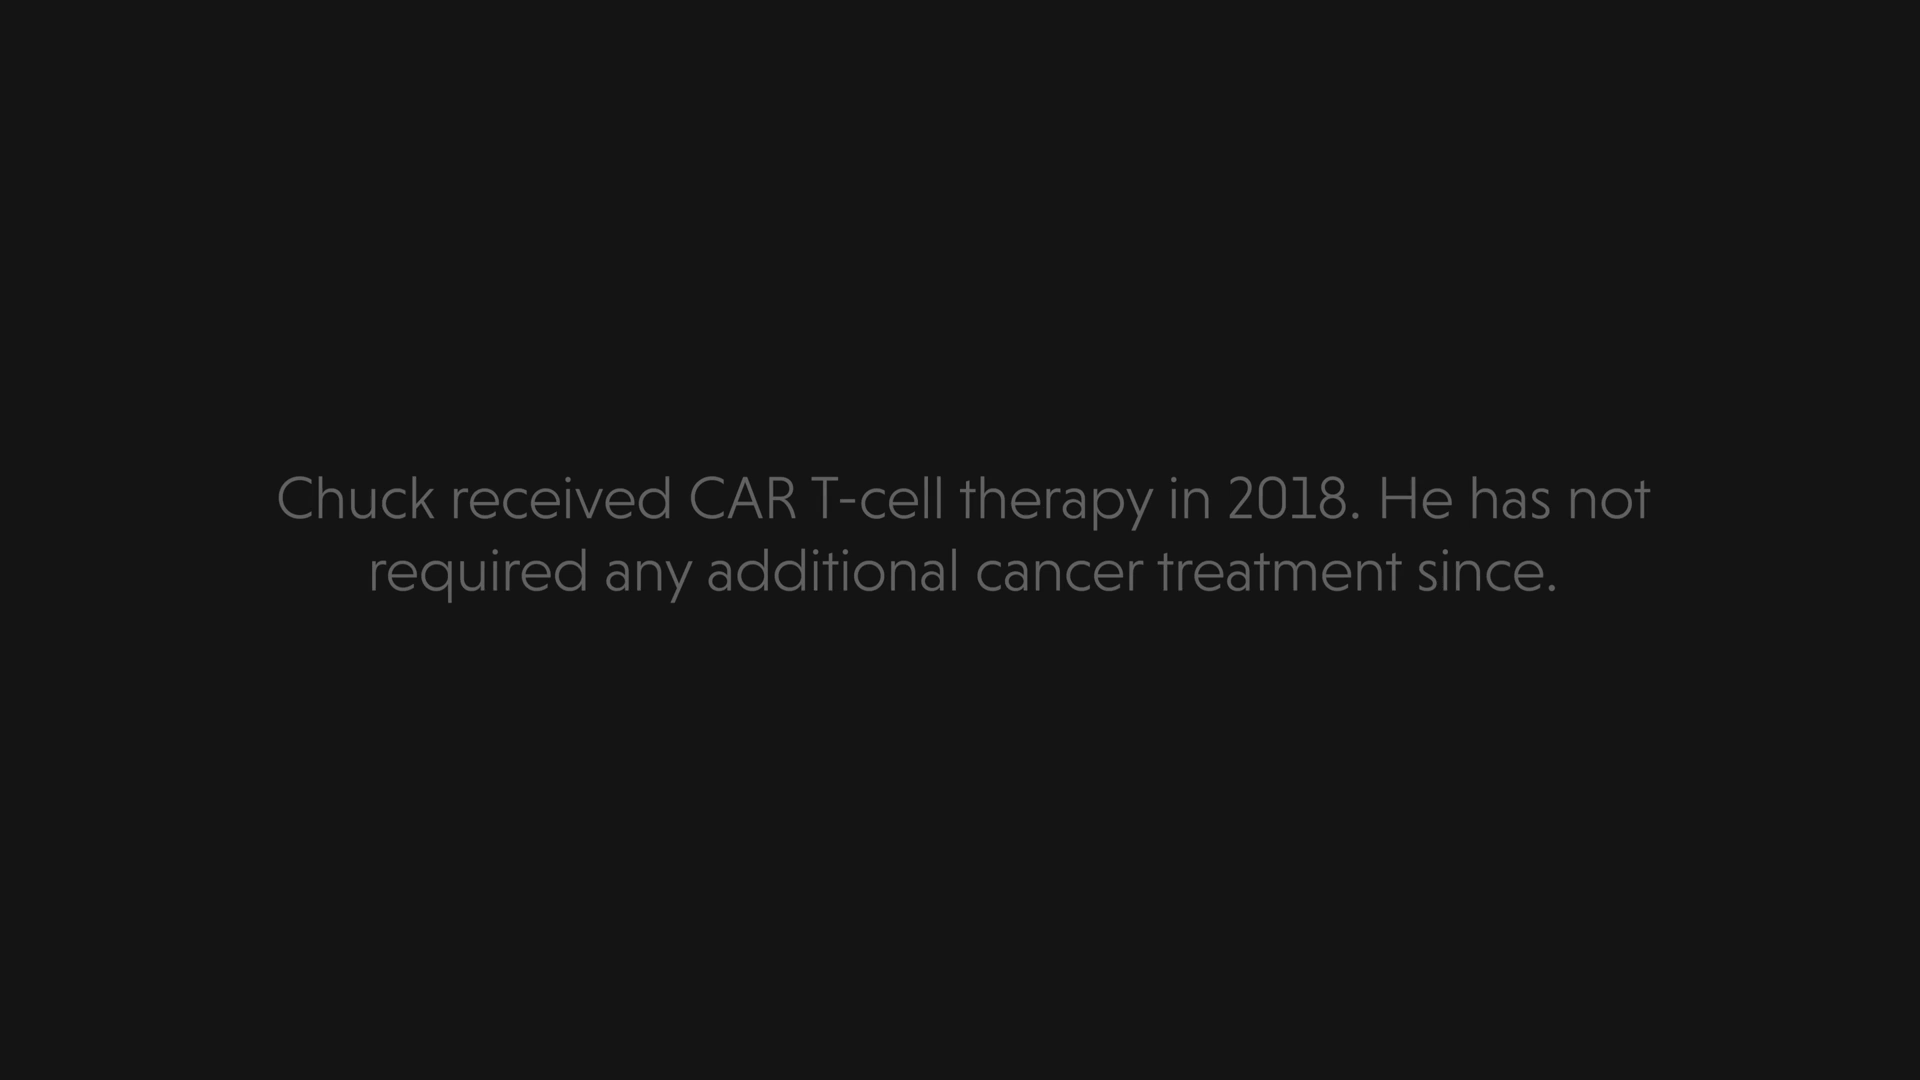 Chuck received CAR T-cell therapy in 2018. He has not
required any additional cancer treatment since.